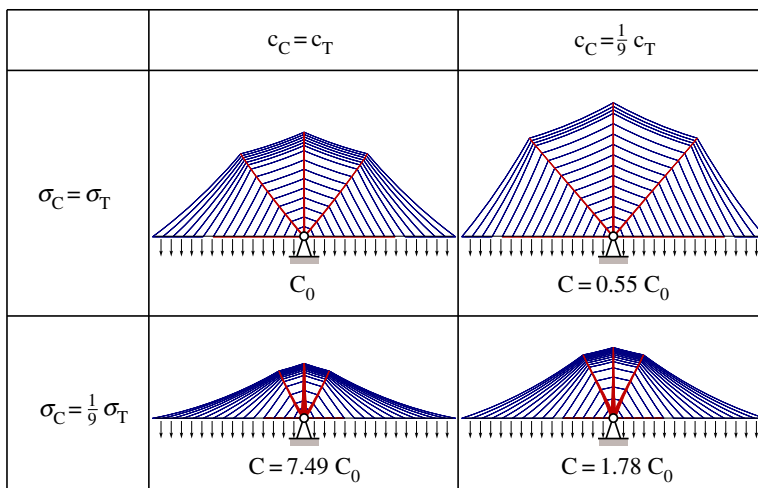 c_C = c_T
c_C = 1/9 c_T
σ_C = σ_T
C_0
C = 0.55 C_0
σ_C = 1/9 σ_T
C = 7.49 C_0
C = 1.78 C_0